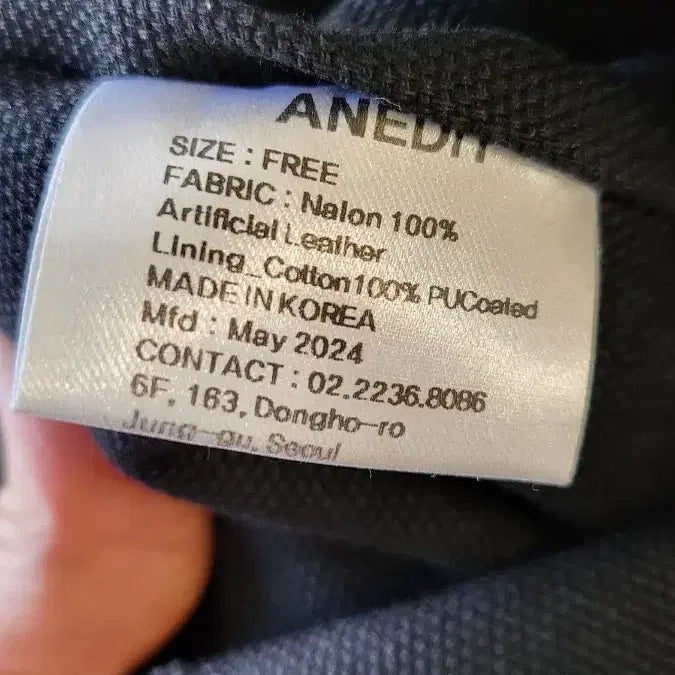 ANEDIT
SIZE : FREE
FABRIC : Nalon 100%
Artificial Leather
Lining_Cotton100% PUCoated
MADE IN KOREA
Mfd : May 2024
CONTACT : 02.2236.8086
6F, 163, Dongho-ro
Jung-gu, Seoul